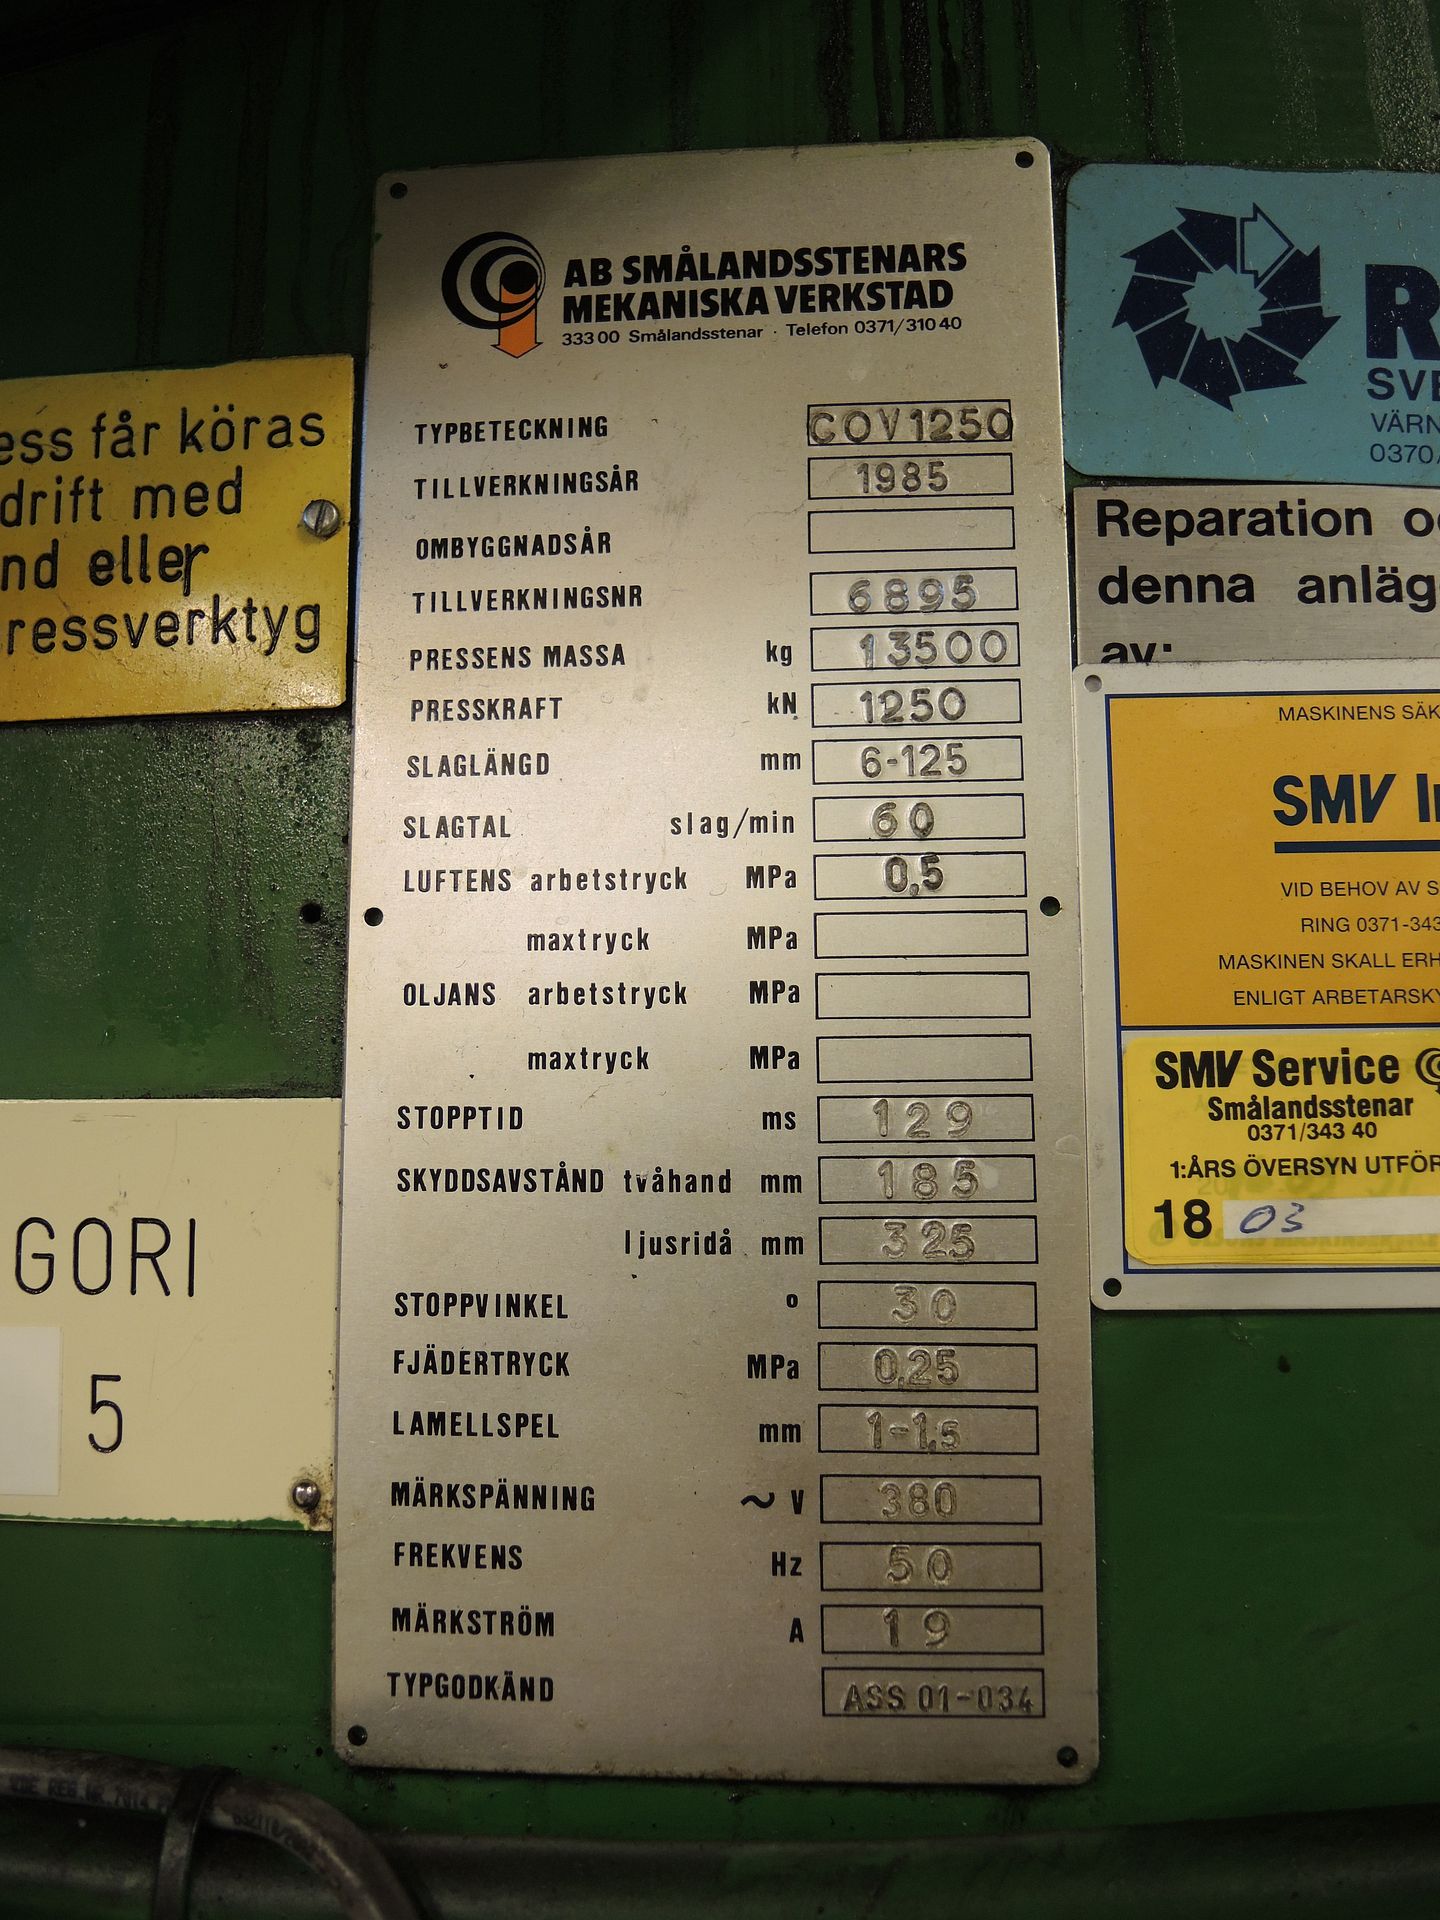 AB SMÅLANDSSTENARS
MEKANISKA VERKSTAD
333 00 Smålandsstenar · Telefon 0371/310 40
TYPBETECKNING COV1250
TILLVERKNINGSÅR 1985
OMBYGGNADSÅR
TILLVERKNINGSNR 6895
PRESSENS MASSA kg 13500
PRESSKRAFT kN 1250
SLAGLÄNGD mm 6-125
SLAGTAL slag/min 60
LUFTENS arbetstryck MPa 0,5
maxtryck MPa
OLJANS arbetstryck MPa
maxtryck MPa
STOPPTID ms 129
SKYDDSAVSTÅND tvåhand mm 185
ljusridå mm 325
STOPPVINKEL ° 30
FJÄDERTRYCK MPa 0,25
LAMELLSPEL mm 1-1,5
MÄRKSPÄNNING ~ V 380
FREKVENS Hz 50
MÄRKSTRÖM A 19
TYPGODKÄND ASS 01-034
ess får köras
drift med
nd eller
ressverktyg
GORI
5
R
SVE
VÄRN
0370/
Reparation oc
denna anläg
av:
MASKINENS SÄK
SMV In
VID BEHOV AV S
RING 0371-343
MASKINEN SKALL ERH
ENLIGT ARBETARSKY
SMV Service
Smålandsstenar
0371/343 40
1:ÅRS ÖVERSYN UTFÖR
18 03